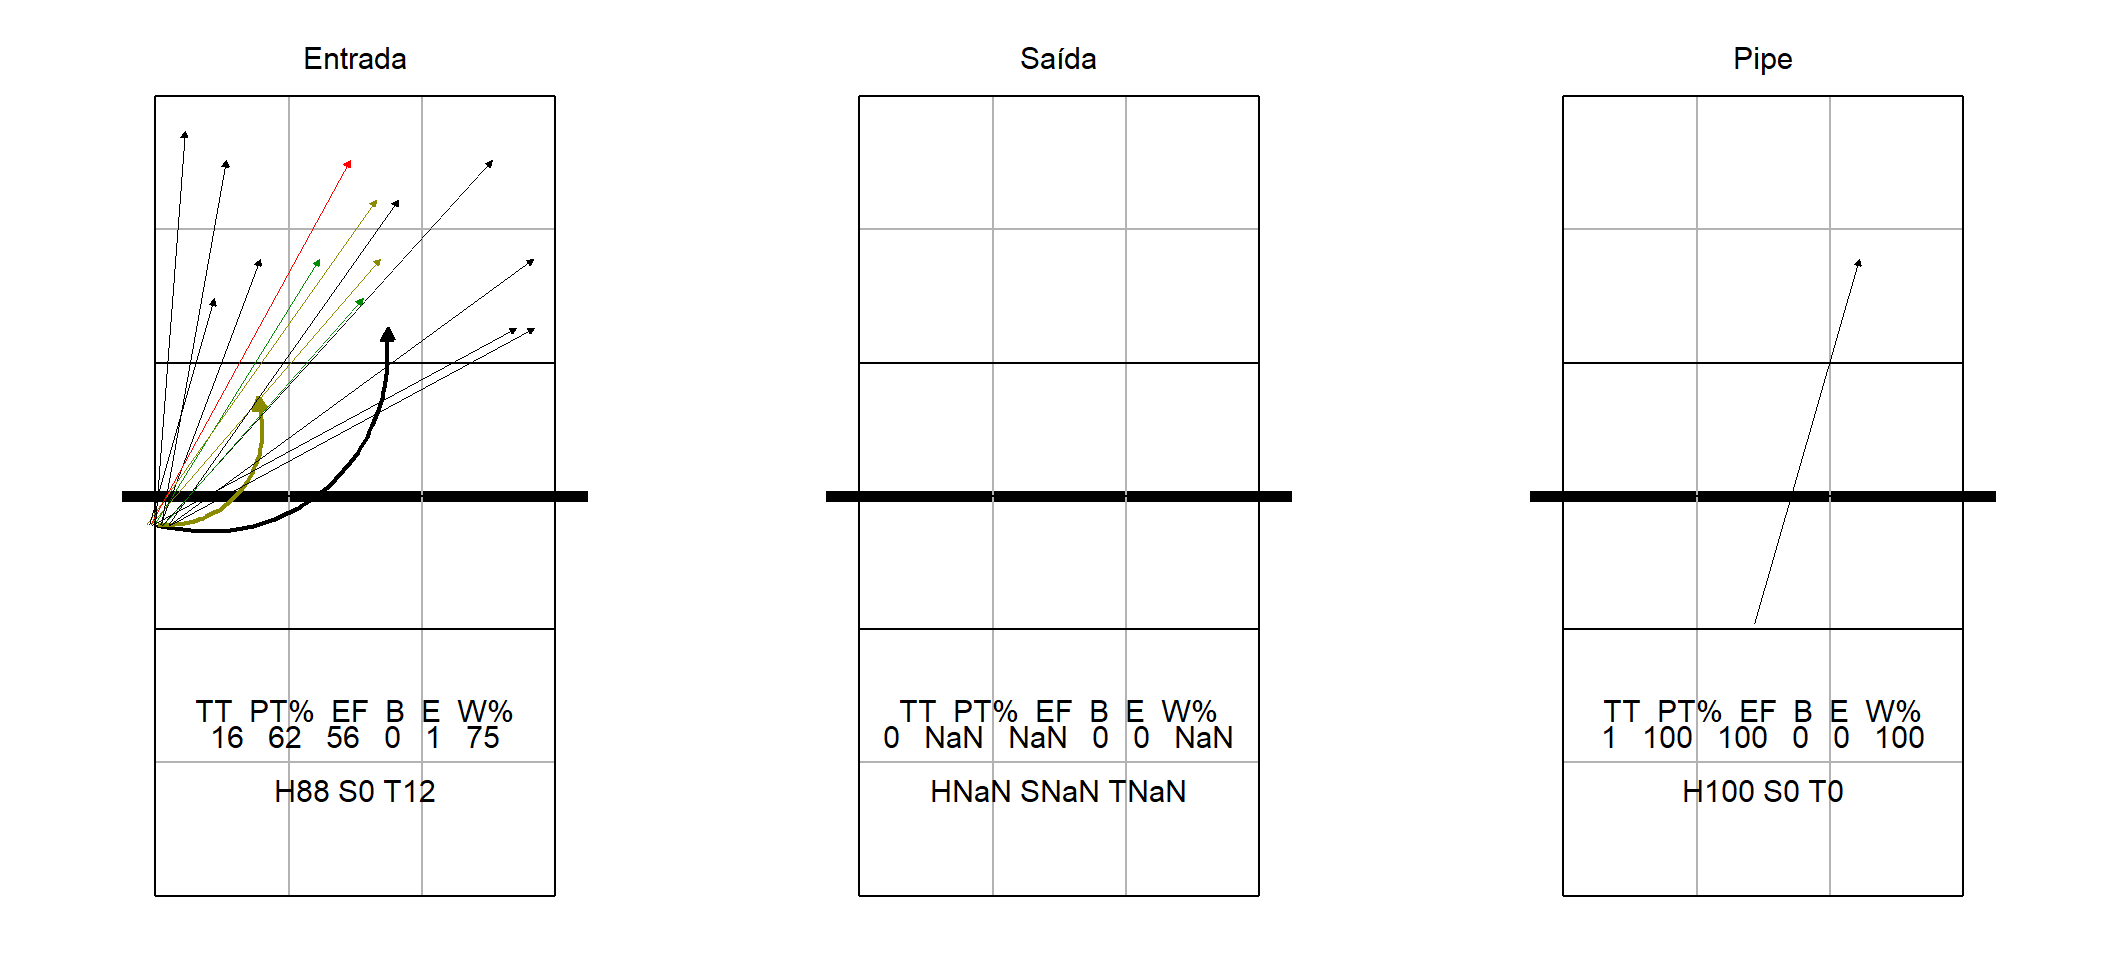 Entrada
TT PT% EF B E W%
16 62 56 0 1 75
H88 S0 T12
Saída
TT PT% EF B E W%
0 NaN NaN 0 0 NaN
HNaN SNaN TNaN
Pipe
TT PT% EF B E W%
1 100 100 0 0 100
H100 S0 T0